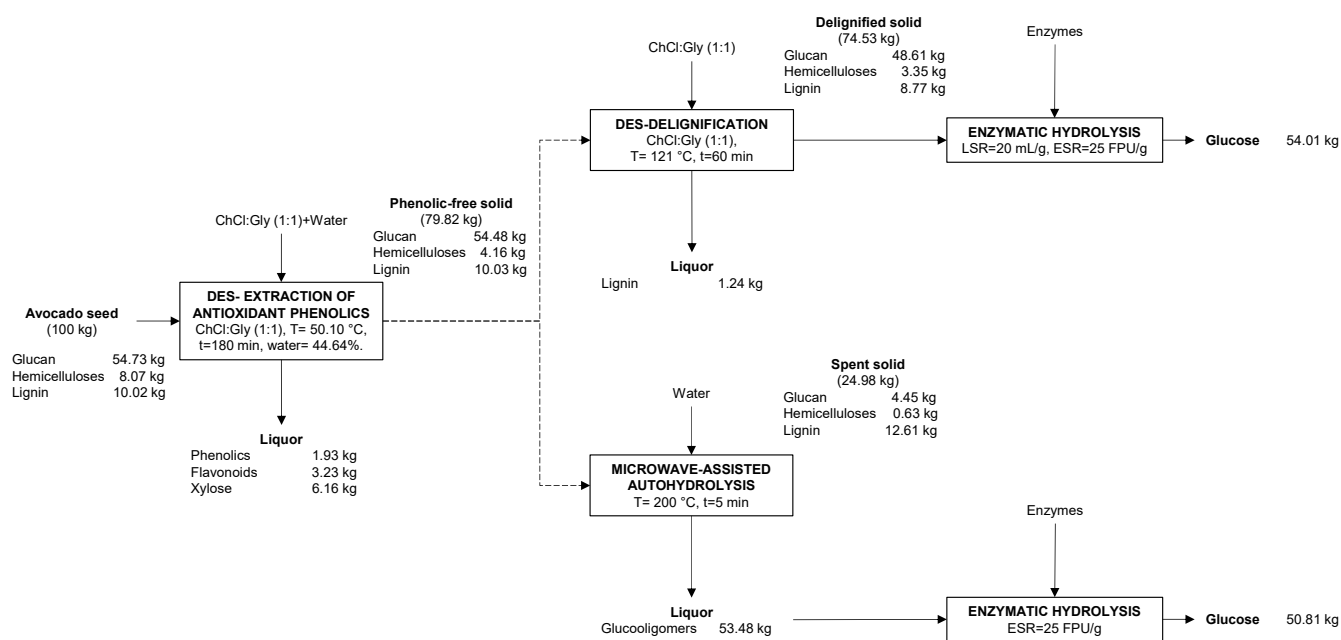 Avocado seed
(100 kg)
Glucan 54.73 kg
Hemicelluloses 8.07 kg
Lignin 10.02 kg
ChCl:Gly (1:1)+Water
DES- EXTRACTION OF
ANTIOXIDANT PHENOLICS
ChCl:Gly (1:1), T= 50.10 °C,
t=180 min, water= 44.64%.
Liquor
Phenolics 1.93 kg
Flavonoids 3.23 kg
Xylose 6.16 kg
Phenolic-free solid
(79.82 kg)
Glucan 54.48 kg
Hemicelluloses 4.16 kg
Lignin 10.03 kg
ChCl:Gly (1:1)
DES-DELIGNIFICATION
ChCl:Gly (1:1),
T= 121 °C, t=60 min
Liquor
Lignin 1.24 kg
Delignified solid
(74.53 kg)
Glucan 48.61 kg
Hemicelluloses 3.35 kg
Lignin 8.77 kg
Enzymes
ENZYMATIC HYDROLYSIS
LSR=20 mL/g, ESR=25 FPU/g
Glucose 54.01 kg
Water
MICROWAVE-ASSISTED
AUTOHYDROLYSIS
T= 200 °C, t=5 min
Spent solid
(24.98 kg)
Glucan 4.45 kg
Hemicelluloses 0.63 kg
Lignin 12.61 kg
Liquor
Glucooligomers 53.48 kg
Enzymes
ENZYMATIC HYDROLYSIS
ESR=25 FPU/g
Glucose 50.81 kg